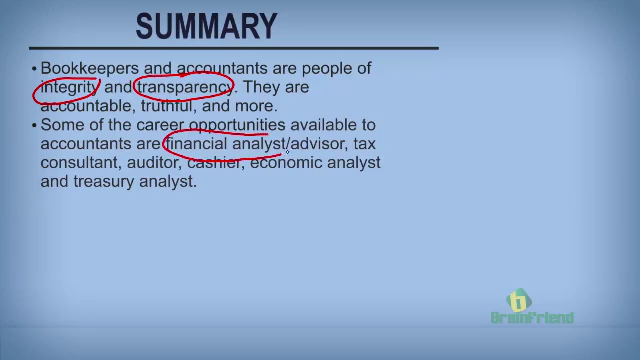 SUMMARY
• Bookkeepers and accountants are people of
integrity and transparency. They are
accountable, truthful, and more.
• Some of the career opportunities available to
accountants are financial analyst/advisor, tax
consultant, auditor, cashier, economic analyst
and treasury analyst.
BrainFriend